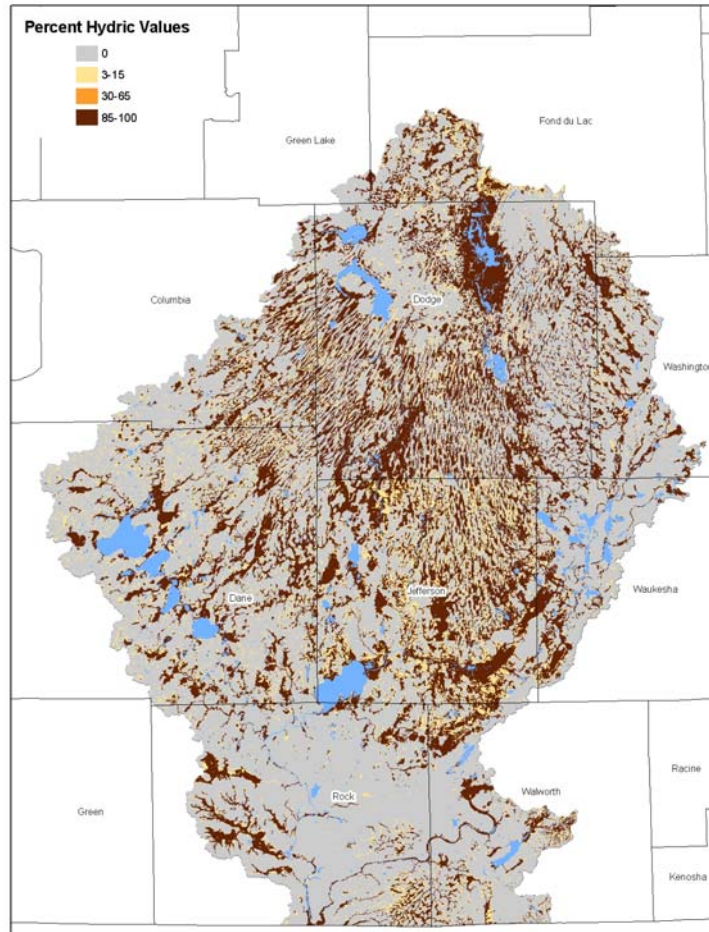 Percent Hydric Values
0
3-15
30-65
85-100
Fond du Lac
Green Lake
Columbia
Dodge
Washington
Dane
Jefferson
Waukesha
Racine
Rock
Walworth
Green
Kenosha